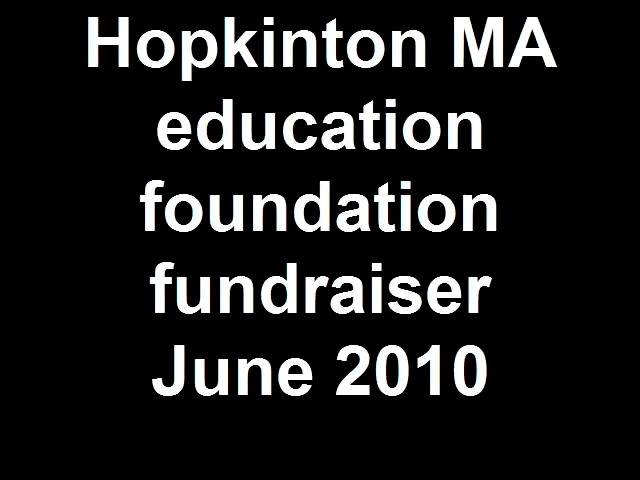 Hopkinton MA
education
foundation
fundraiser
June 2010